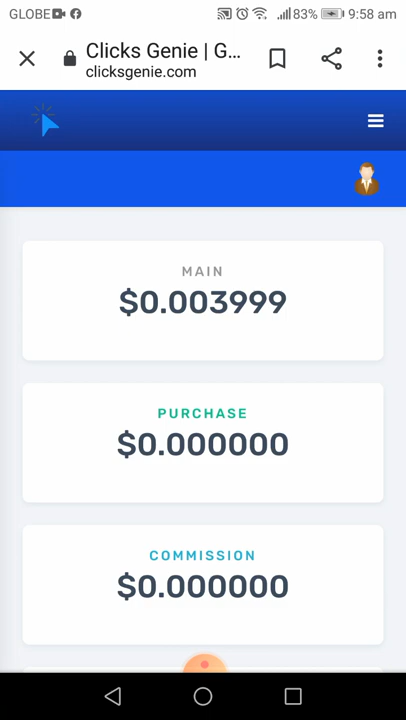 GLOBE 83% 9:58 am
Clicks Genie | G...
clicksgenie.com
MAIN
$0.003999
PURCHASE
$0.000000
COMMISSION
$0.000000